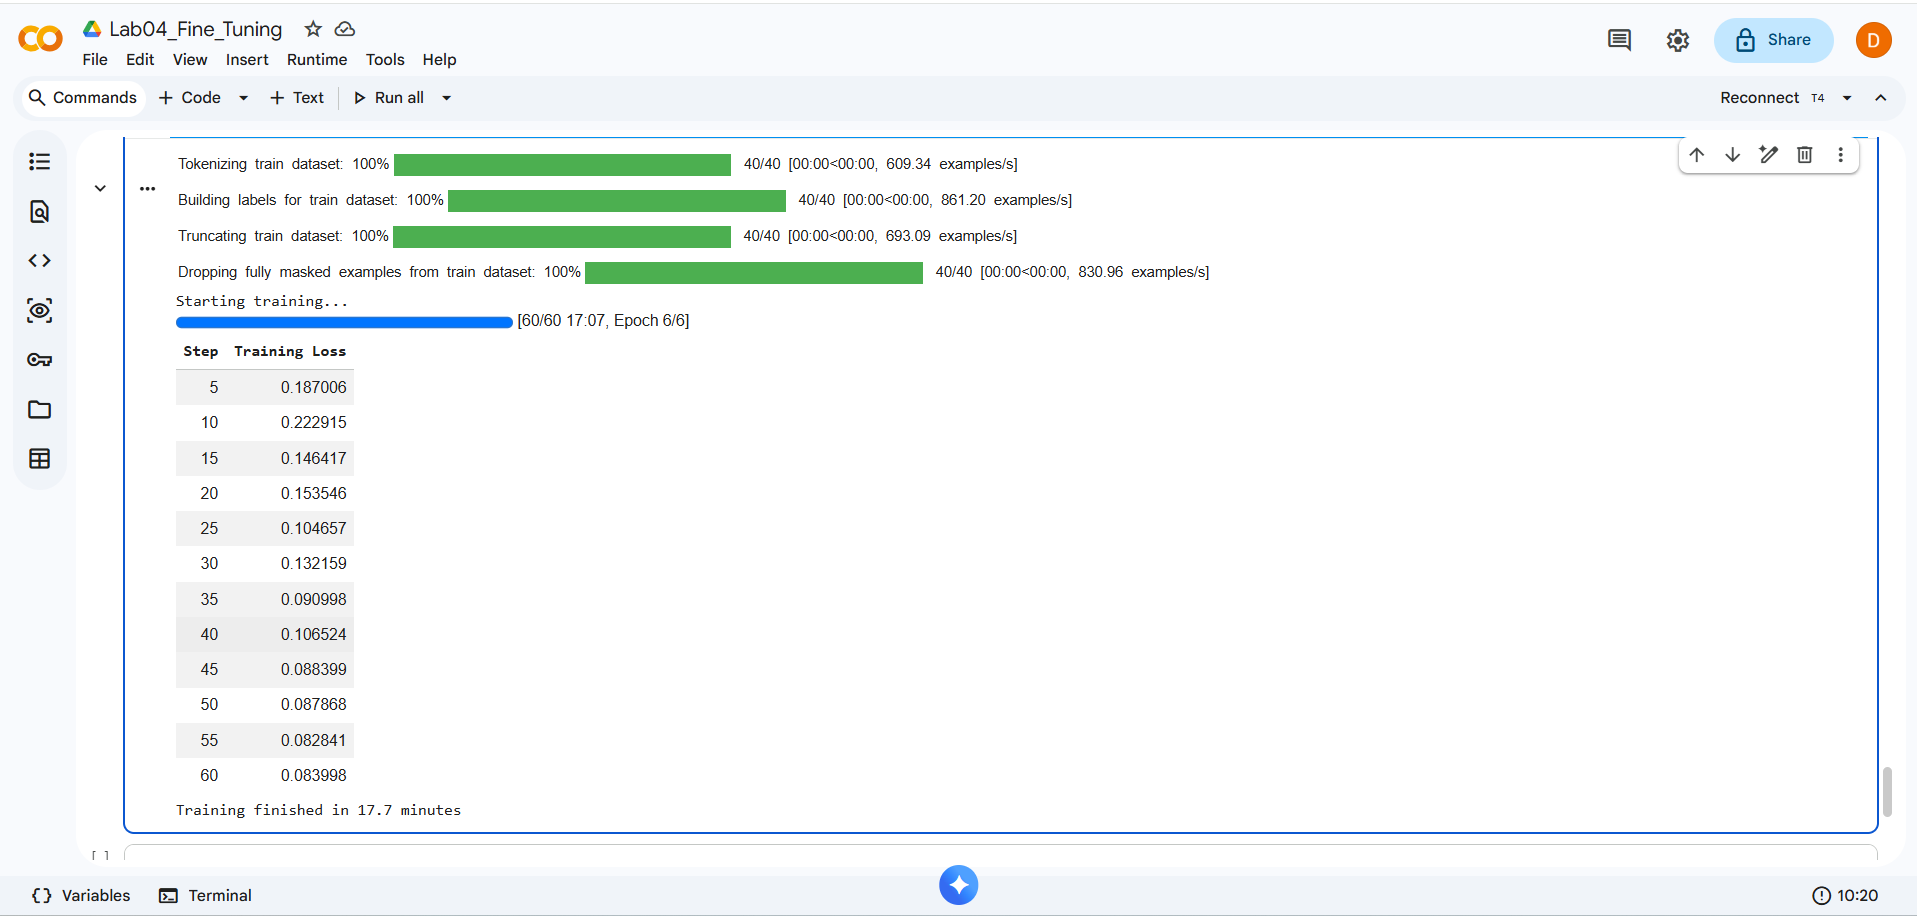 Lab04_Fine_Tuning
File Edit View Insert Runtime Tools Help
Share
D
Commands + Code + Text Run all
Reconnect T4
Tokenizing train dataset: 100% 40/40 [00:00<00:00, 609.34 examples/s]
Building labels for train dataset: 100% 40/40 [00:00<00:00, 861.20 examples/s]
Truncating train dataset: 100% 40/40 [00:00<00:00, 693.09 examples/s]
Dropping fully masked examples from train dataset: 100% 40/40 [00:00<00:00, 830.96 examples/s]
Starting training...
[60/60 17:07, Epoch 6/6]
Step Training Loss
5 0.187006
10 0.222915
15 0.146417
20 0.153546
25 0.104657
30 0.132159
35 0.090998
40 0.106524
45 0.088399
50 0.087868
55 0.082841
60 0.083998
Training finished in 17.7 minutes
[ ]
{} Variables Terminal
10:20